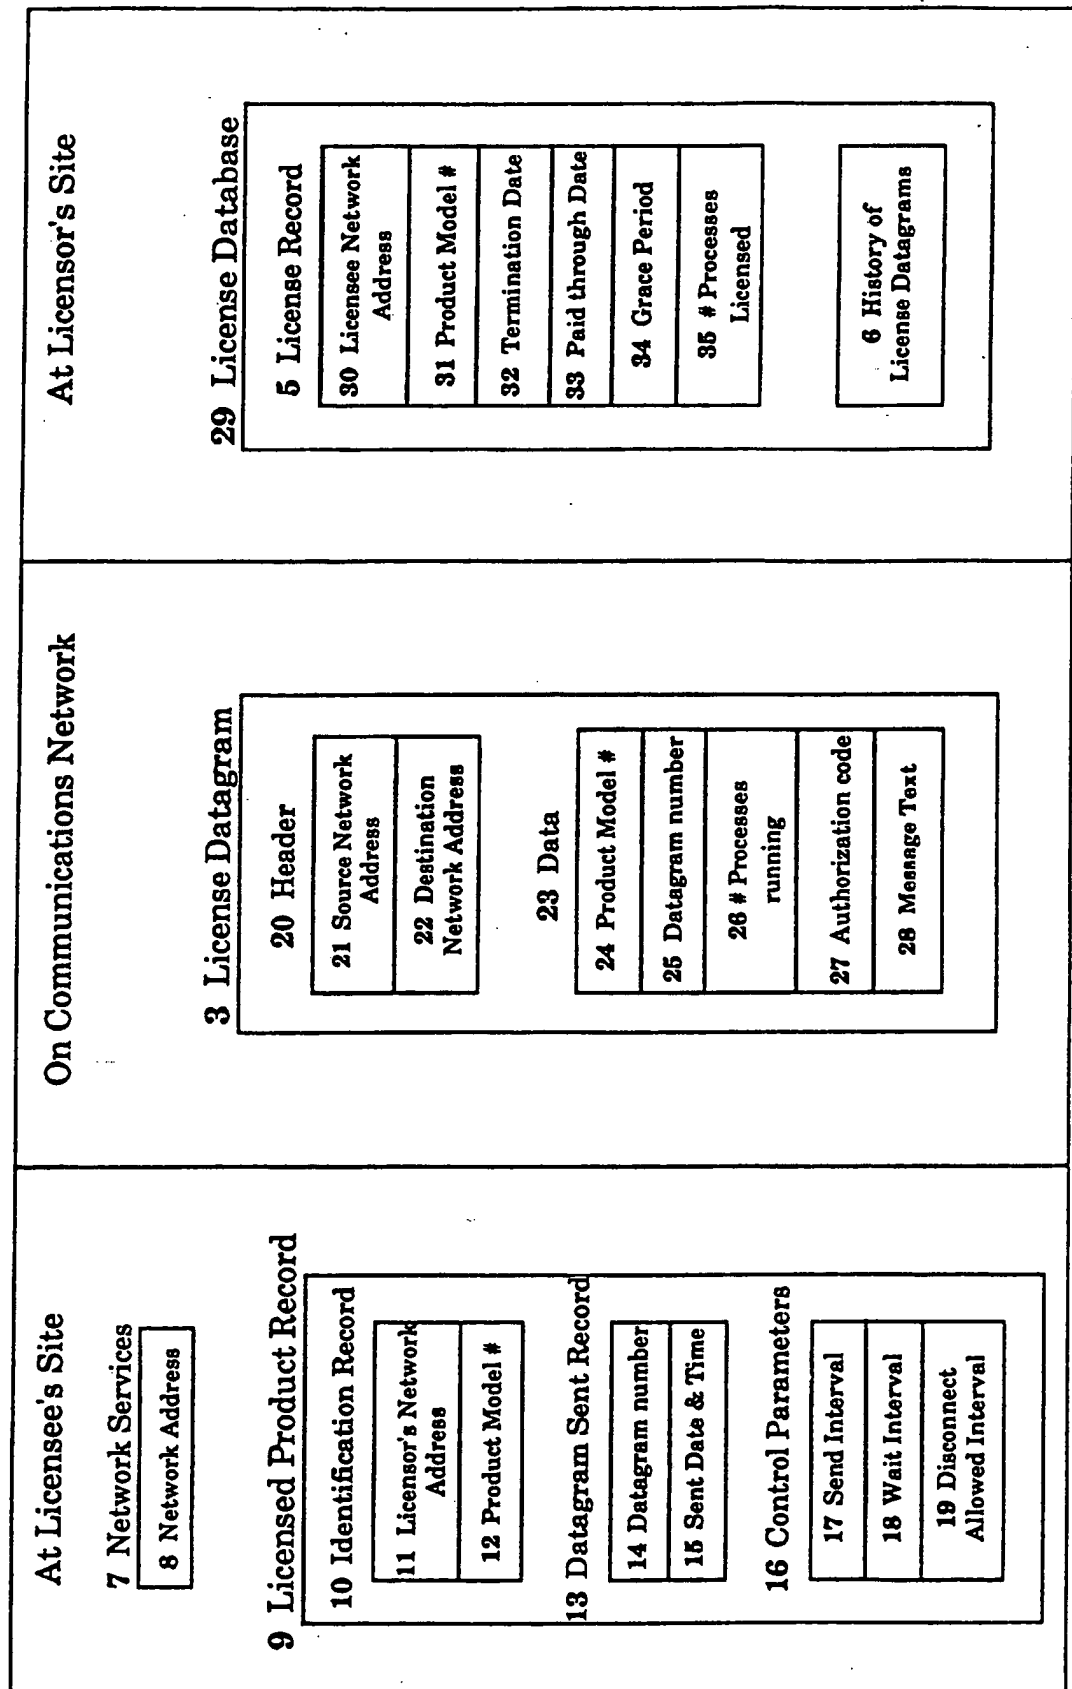 At Licensee's Site
7 Network Services
8 Network Address
9 Licensed Product Record
10 Identification Record
11 Licensor's Network
Address
12 Product Model #
13 Datagram Sent Record
14 Datagram number
15 Sent Date & Time
16 Control Parameters
17 Send Interval
18 Wait Interval
19 Disconnect
Allowed Interval
On Communications Network
3 License Datagram
20 Header
21 Source Network
Address
22 Destination
Network Address
23 Data
24 Product Model #
25 Datagram number
26 # Processes
running
27 Authorization code
28 Message Text
At Licensor's Site
29 License Database
5 License Record
30 Licensee Network
Address
31 Product Model #
32 Termination Date
33 Paid through Date
34 Grace Period
35 # Processes
Licensed
6 History of
License Datagrams